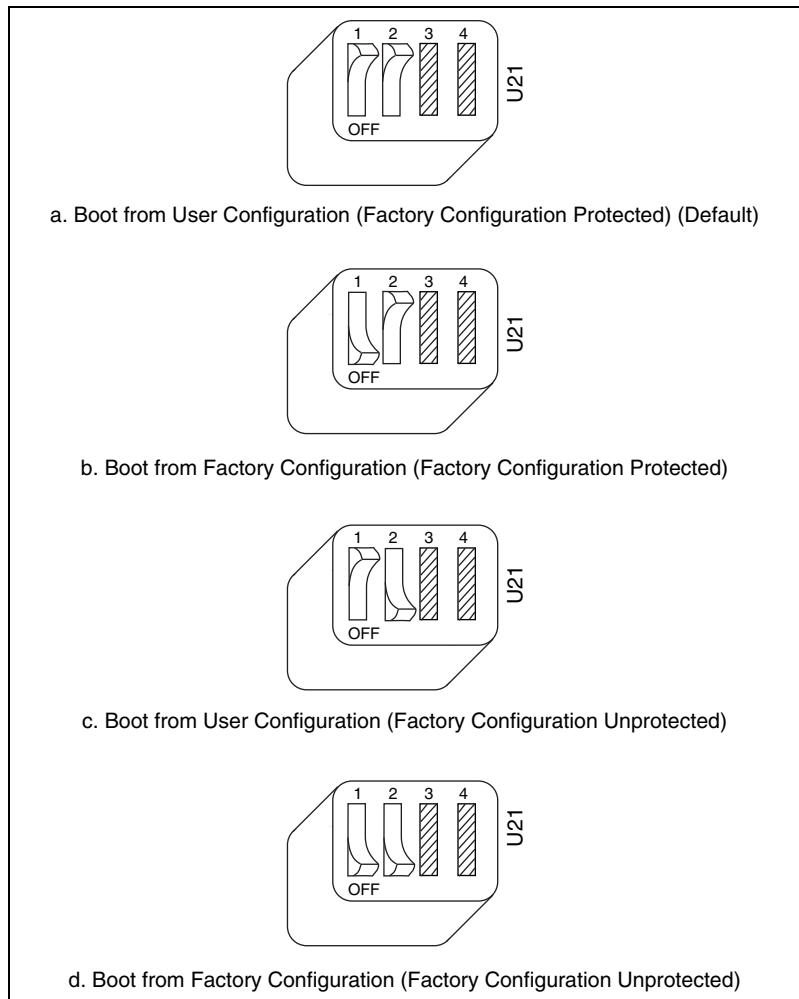 1 2 3 4
U21
OFF
a. Boot from User Configuration (Factory Configuration Protected) (Default)
1 2 3 4
U21
OFF
b. Boot from Factory Configuration (Factory Configuration Protected)
1 2 3 4
U21
OFF
c. Boot from User Configuration (Factory Configuration Unprotected)
1 2 3 4
U21
OFF
d. Boot from Factory Configuration (Factory Configuration Unprotected)